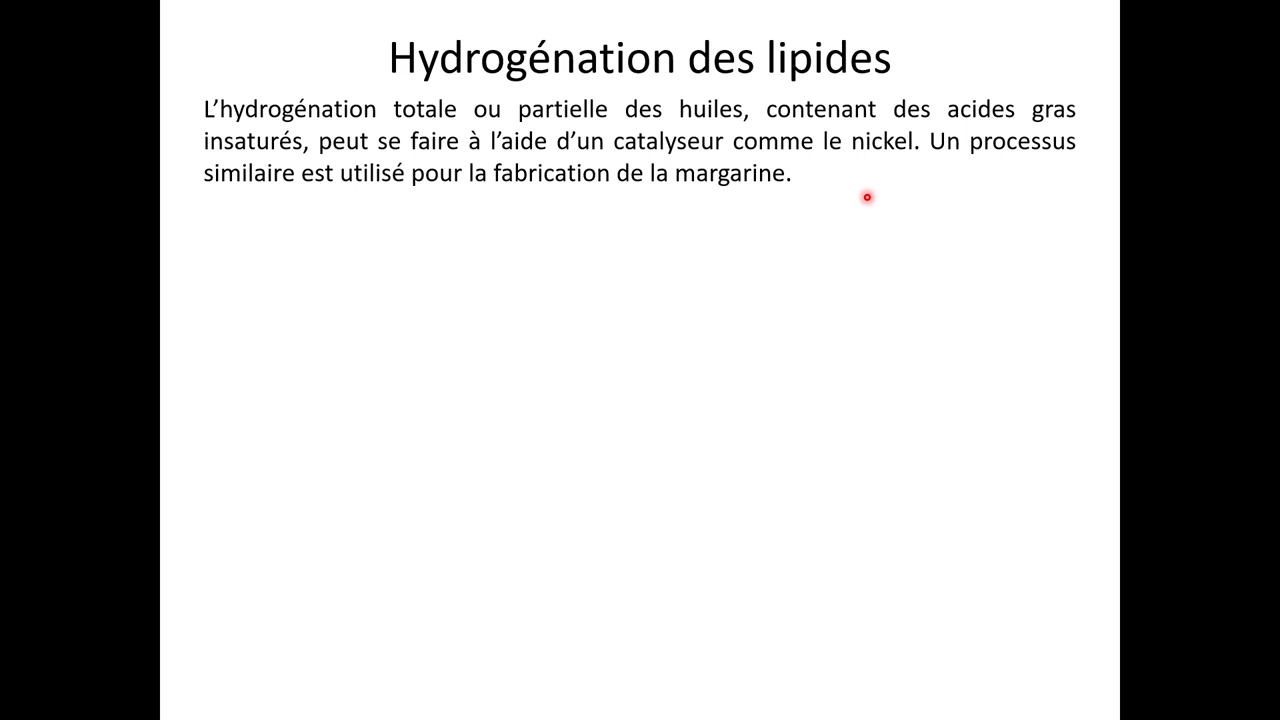 Hydrogénation des lipides
L’hydrogénation totale ou partielle des huiles, contenant des acides gras
insaturés, peut se faire à l’aide d’un catalyseur comme le nickel. Un processus
similaire est utilisé pour la fabrication de la margarine.